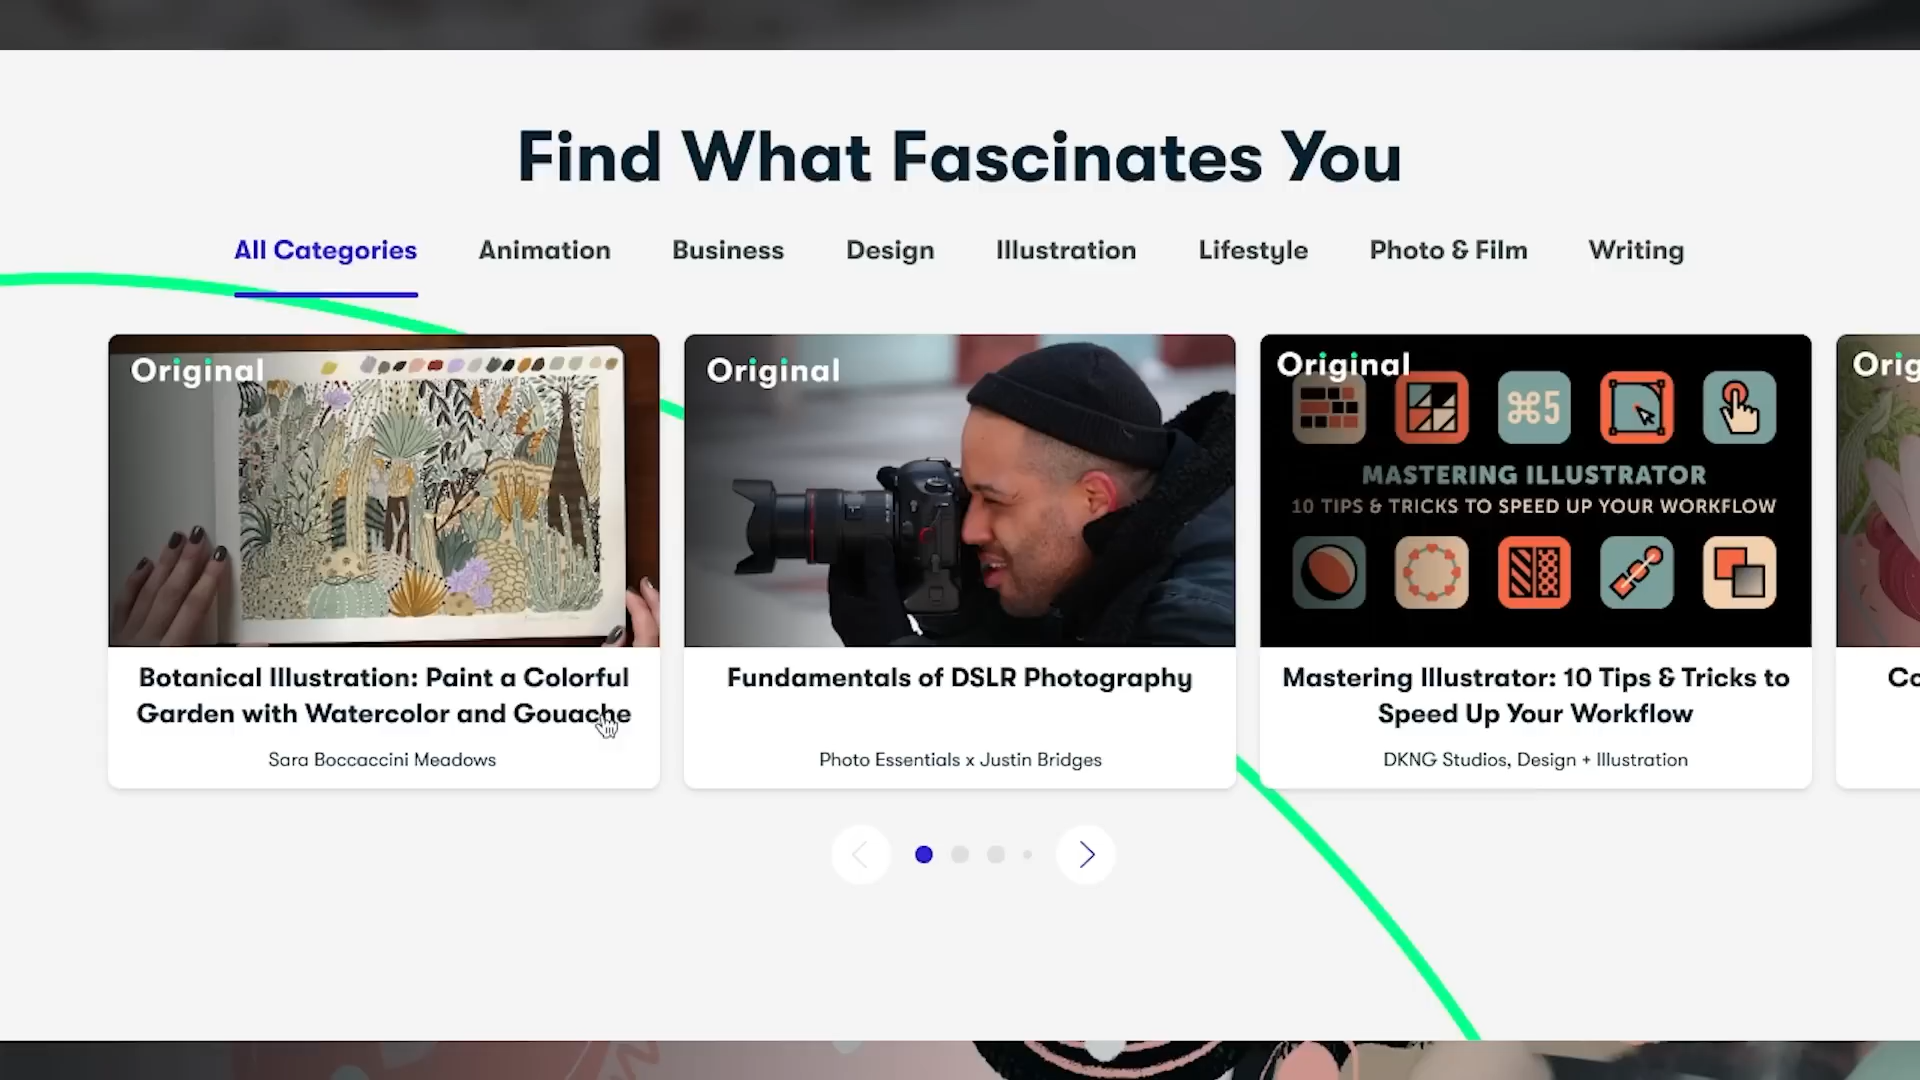 Find What Fascinates You
All Categories Animation Business Design Illustration Lifestyle Photo & Film Writing
Original
Original
Original
⌘5
MASTERING ILLUSTRATOR
10 TIPS & TRICKS TO SPEED UP YOUR WORKFLOW
Orig
Botanical Illustration: Paint a Colorful
Garden with Watercolor and Gouache
Sara Boccaccini Meadows
Fundamentals of DSLR Photography
Photo Essentials x Justin Bridges
Mastering Illustrator: 10 Tips & Tricks to
Speed Up Your Workflow
DKNG Studios, Design + Illustration
Co